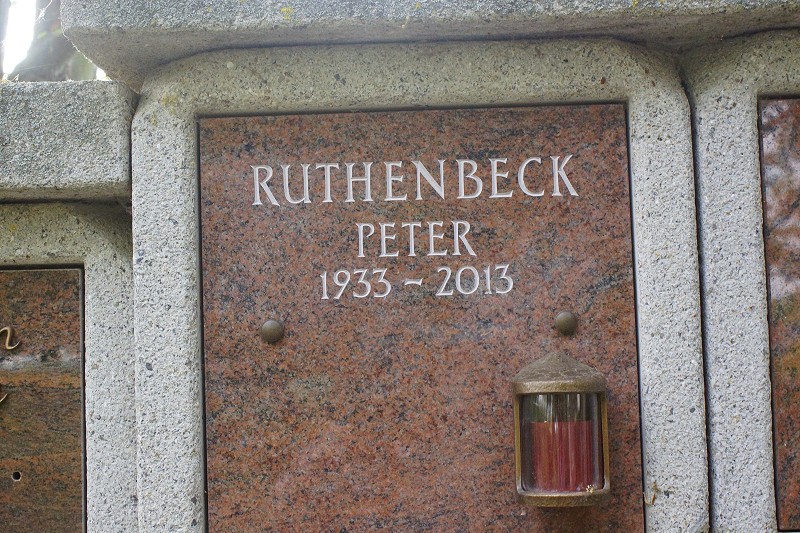 RUTHENBECK
PETER
1933 ~ 2013